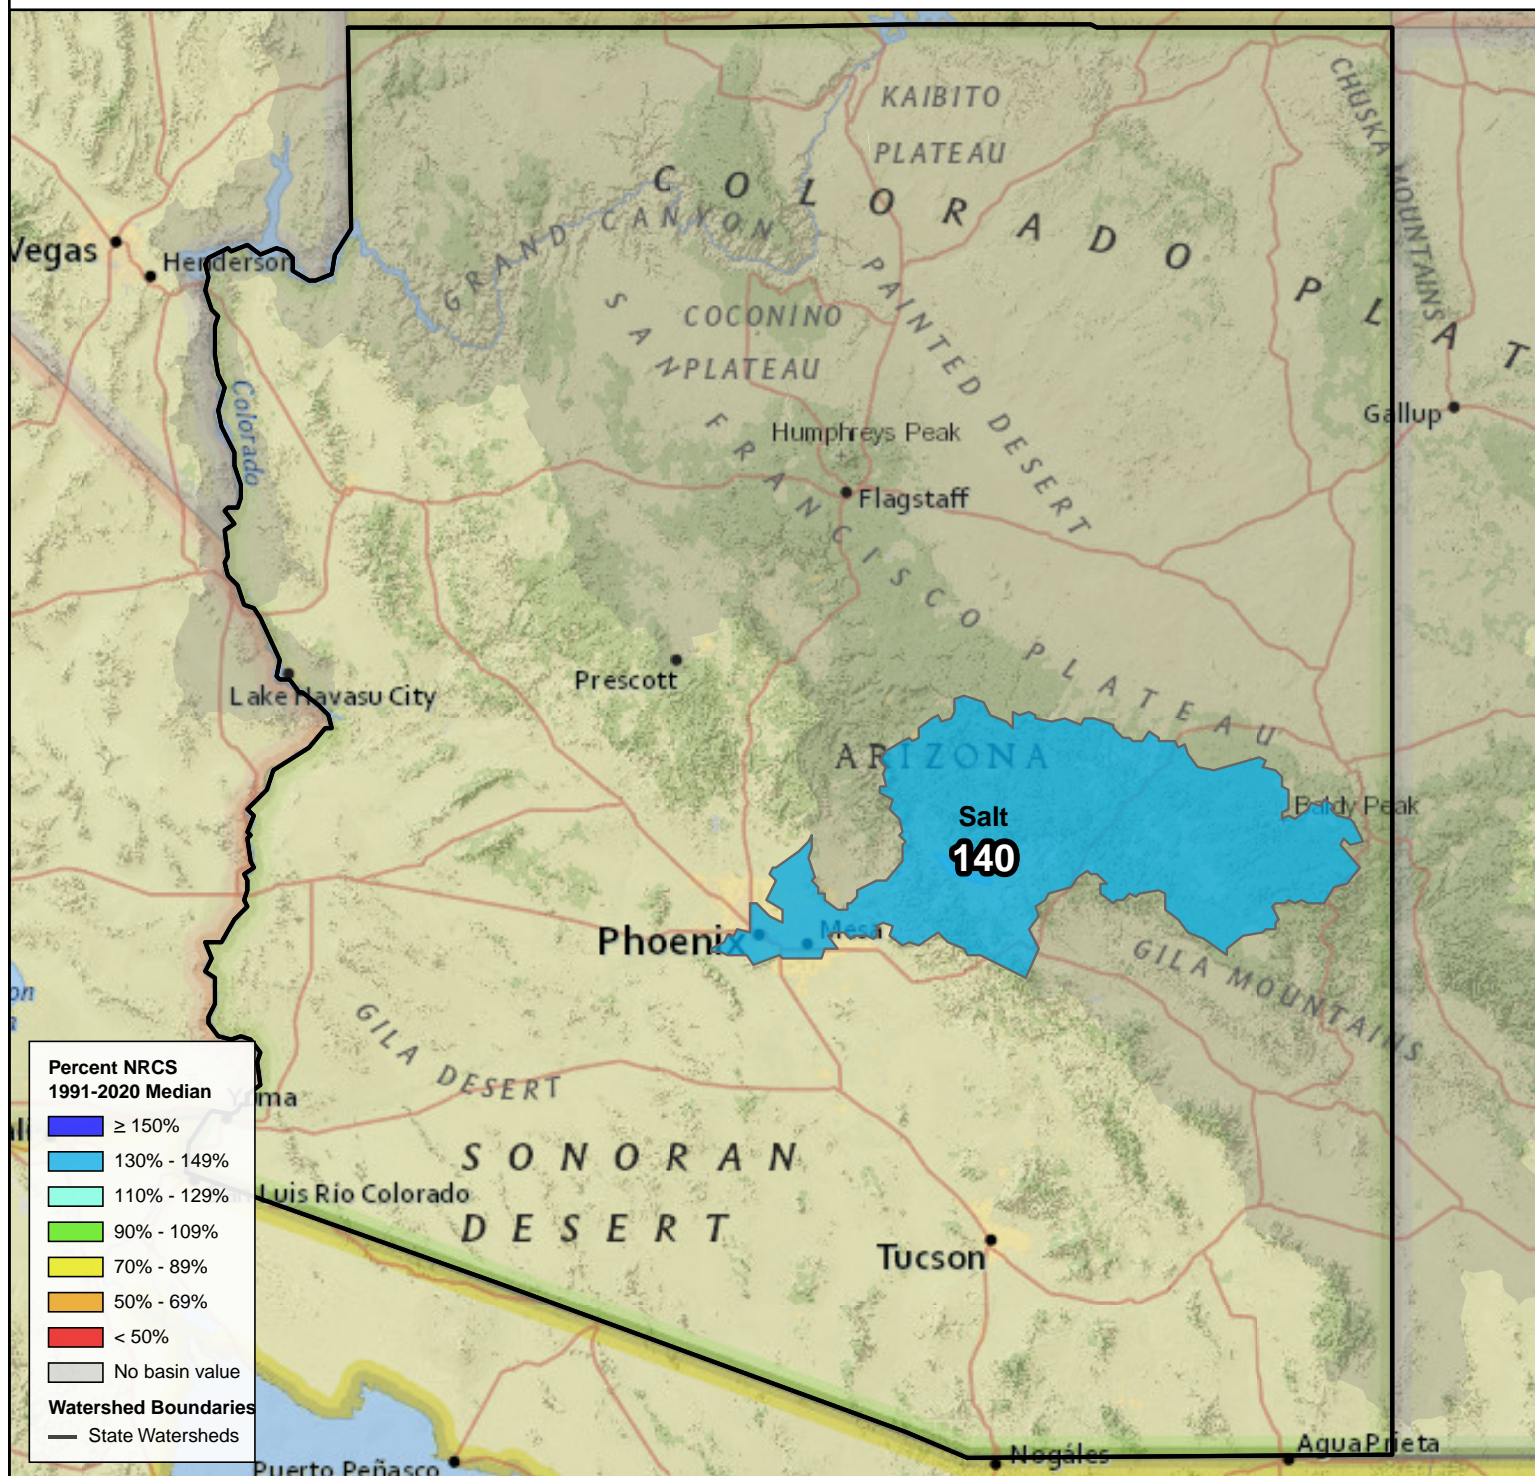 KAIBITO
PLATEAU
CHUSKA MOUNTAINS
COLORADO PLAT
GRAND CANYON
Vegas
Henderson
PAINTED DESERT
SAN FRANCISCO PLATEAU
COCONINO
PLATEAU
Colorado
Gallup
Humphreys Peak
Flagstaff
Prescott
Lake Havasu City
ARIZONA
Salt
140
Baldy Peak
Phoenix
Mesa
GILA MOUNTAINS
on
a
GILA DESERT
Percent NRCS
1991-2020 Median
≥ 150%
130% - 149%
110% - 129%
90% - 109%
70% - 89%
50% - 69%
< 50%
No basin value
Watershed Boundaries
State Watersheds
Yuma
ali
SONORAN
DESERT
Luis Río Colorado
Tucson
Nogáles
Agua Prieta
Puerto Peñasco